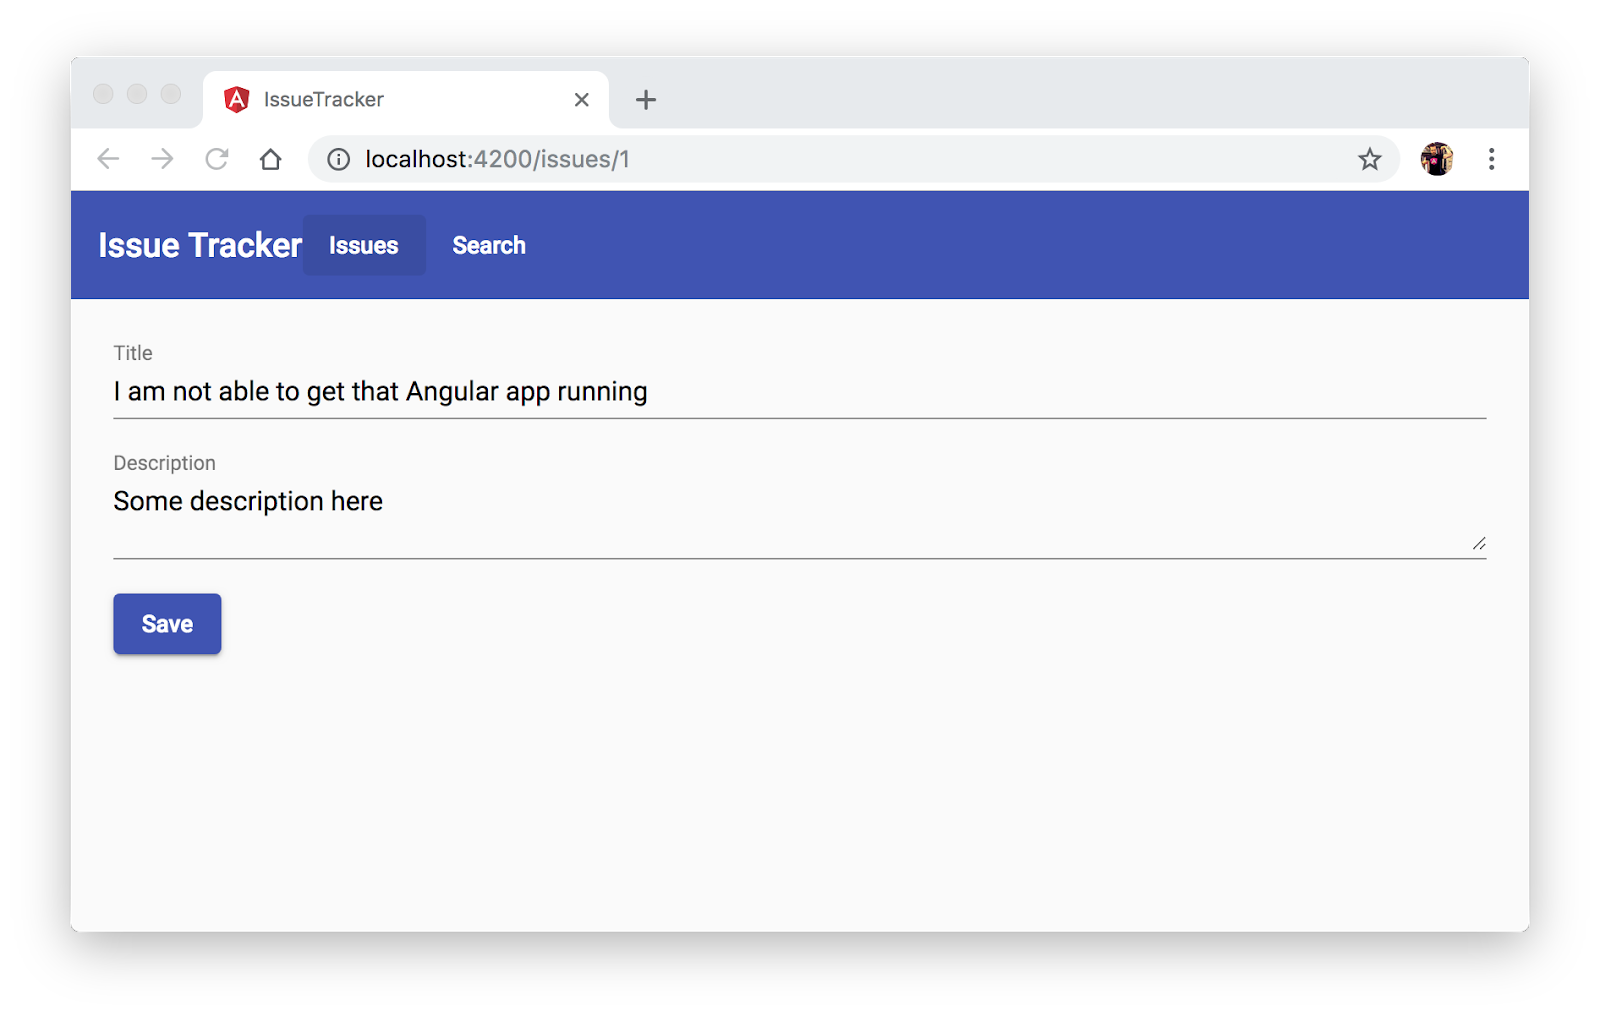 IssueTracker
localhost:4200/issues/1
Issue Tracker Issues Search
Title
I am not able to get that Angular app running
Description
Some description here
Save